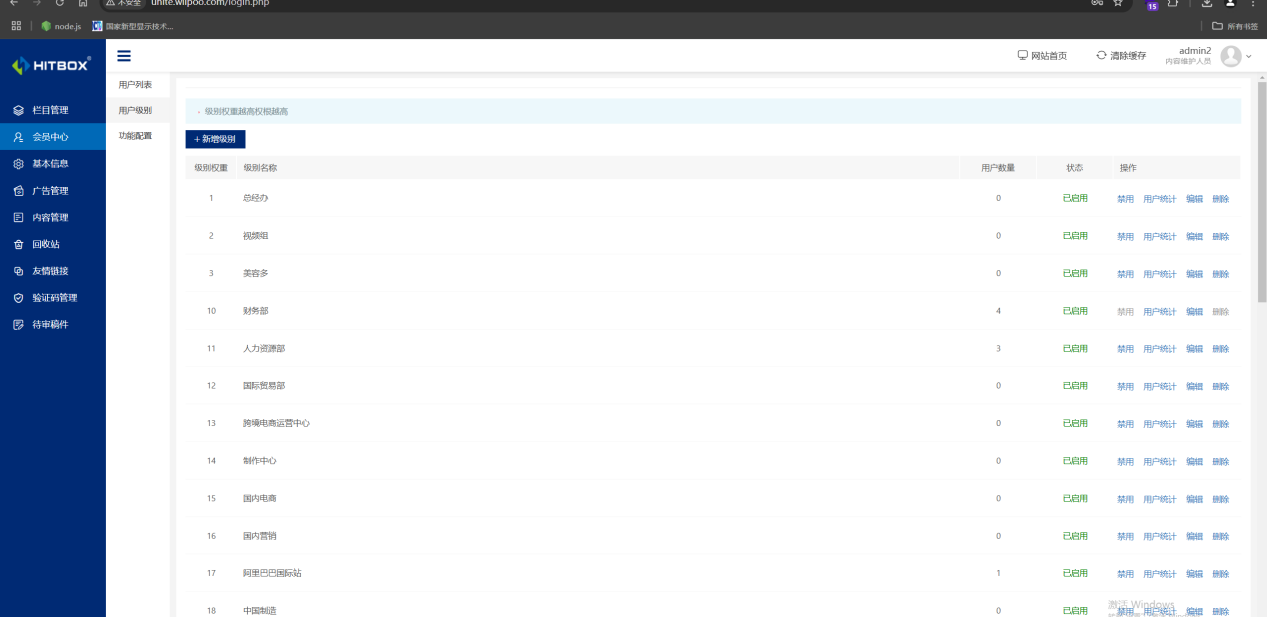 不安全 unite.wiipoo.com/login.php
15
node.js 国家新型显示技术... 所有书签
HITBOX®
网站首页 清除缓存 admin2
内容维护人员
栏目管理
会员中心
基本信息
广告管理
内容管理
回收站
友情链接
验证码管理
待审稿件
用户列表
用户级别
功能配置
级别权重越高权限越高
+ 新增级别
级别权重 级别名称 用户数量 状态 操作
1 总经办 0 已启用 禁用 用户统计 编辑 删除
2 视频组 0 已启用 禁用 用户统计 编辑 删除
3 美容多 0 已启用 禁用 用户统计 编辑 删除
10 财务部 4 已启用 禁用 用户统计 编辑 删除
11 人力资源部 3 已启用 禁用 用户统计 编辑 删除
12 国际贸易部 0 已启用 禁用 用户统计 编辑 删除
13 跨境电商运营中心 0 已启用 禁用 用户统计 编辑 删除
14 制作中心 0 已启用 禁用 用户统计 编辑 删除
15 国内电商 0 已启用 禁用 用户统计 编辑 删除
16 国内营销 0 已启用 禁用 用户统计 编辑 删除
17 阿里巴巴国际站 1 已启用 禁用 用户统计 编辑 删除
18 中国制造 0 已启用 禁用 用户统计 编辑 删除
激活 Windows